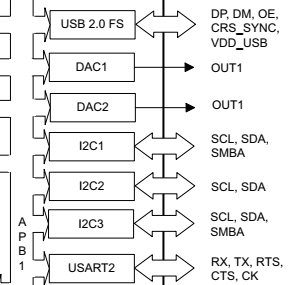 USB 2.0 FS
DP, DM, OE,
CRS_SYNC,
VDD_USB
DAC1
OUT1
DAC2
OUT1
I2C1
SCL, SDA,
SMBA
I2C2
SCL, SDA
I2C3
SCL, SDA,
SMBA
A
P
B
1
USART2
RX, TX, RTS,
CTS, CK